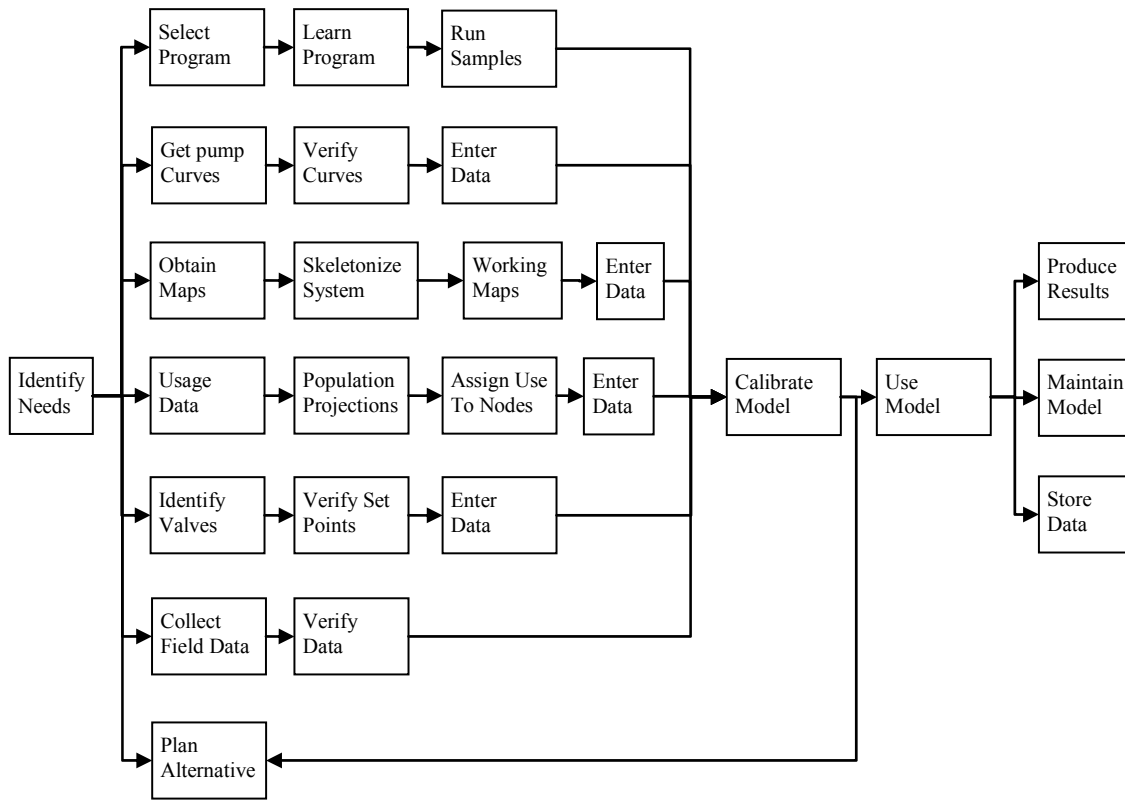 Select
Program
Learn
Program
Run
Samples
Get pump
Curves
Verify
Curves
Enter
Data
Obtain
Maps
Skeletonize
System
Working
Maps
Enter
Data
Produce
Results
Identify
Needs
Usage
Data
Population
Projections
Assign Use
To Nodes
Enter
Data
Calibrate
Model
Use
Model
Maintain
Model
Identify
Valves
Verify Set
Points
Enter
Data
Store
Data
Collect
Field Data
Verify
Data
Plan
Alternative